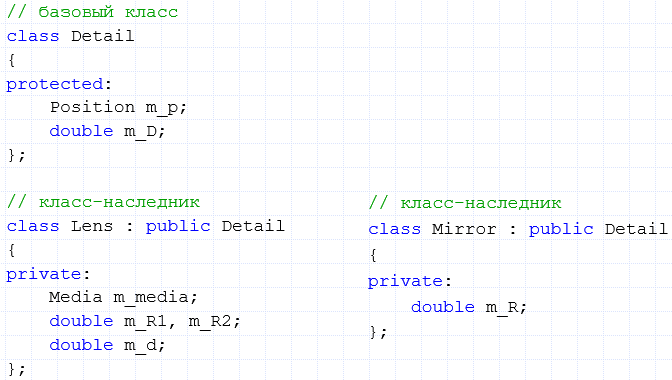 // базовый класс
class Detail
{
protected:
    Position m_p;
    double m_D;
};
// класс-наследник
class Lens : public Detail
{
private:
    Media m_media;
    double m_R1, m_R2;
    double m_d;
};
// класс-наследник
class Mirror : public Detail
{
private:
    double m_R;
};